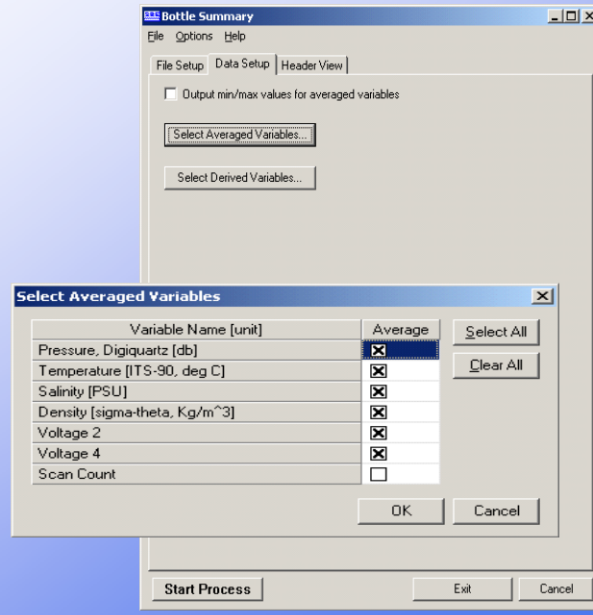 Bottle Summary
File Options Help
File Setup Data Setup Header View
Output min/max values for averaged variables
Select Averaged Variables...
Select Derived Variables...
Select Averaged Variables
Variable Name [unit] Average
Select All
Pressure, Digiquartz [db]
Clear All
Temperature [ITS-90, deg C]
Salinity [PSU]
Density [sigma-theta, Kg/m^3]
Voltage 2
Voltage 4
Scan Count
OK Cancel
Start Process Exit Cancel